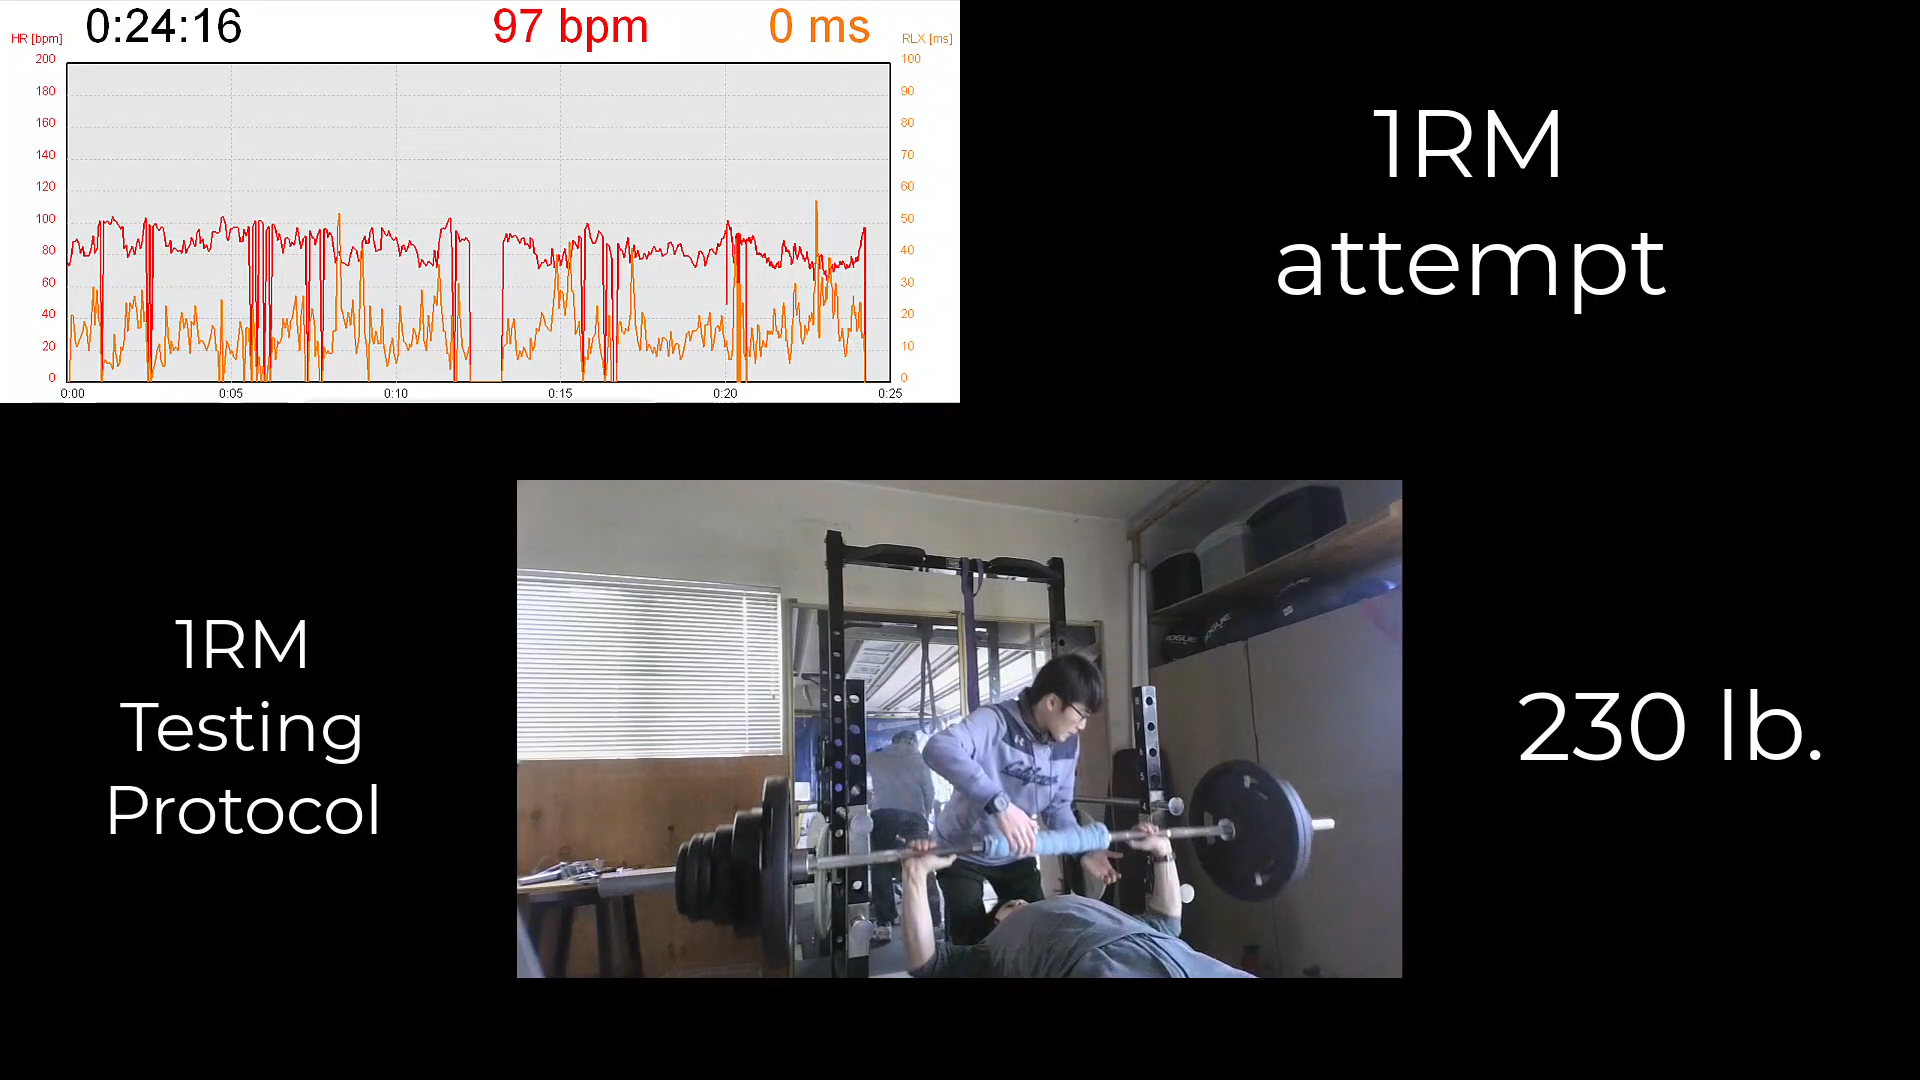 0:24:16 97 bpm 0 ms
HR [bpm] RLX [ms]
200 100
180 90
160 80
140 70
120 60
100 50
80 40
60 30
40 20
20 10
0 0
0:00 0:05 0:10 0:15 0:20 0:25
1RM
attempt
1RM
Testing
Protocol
230 lb.
ROGUE
ROGUE